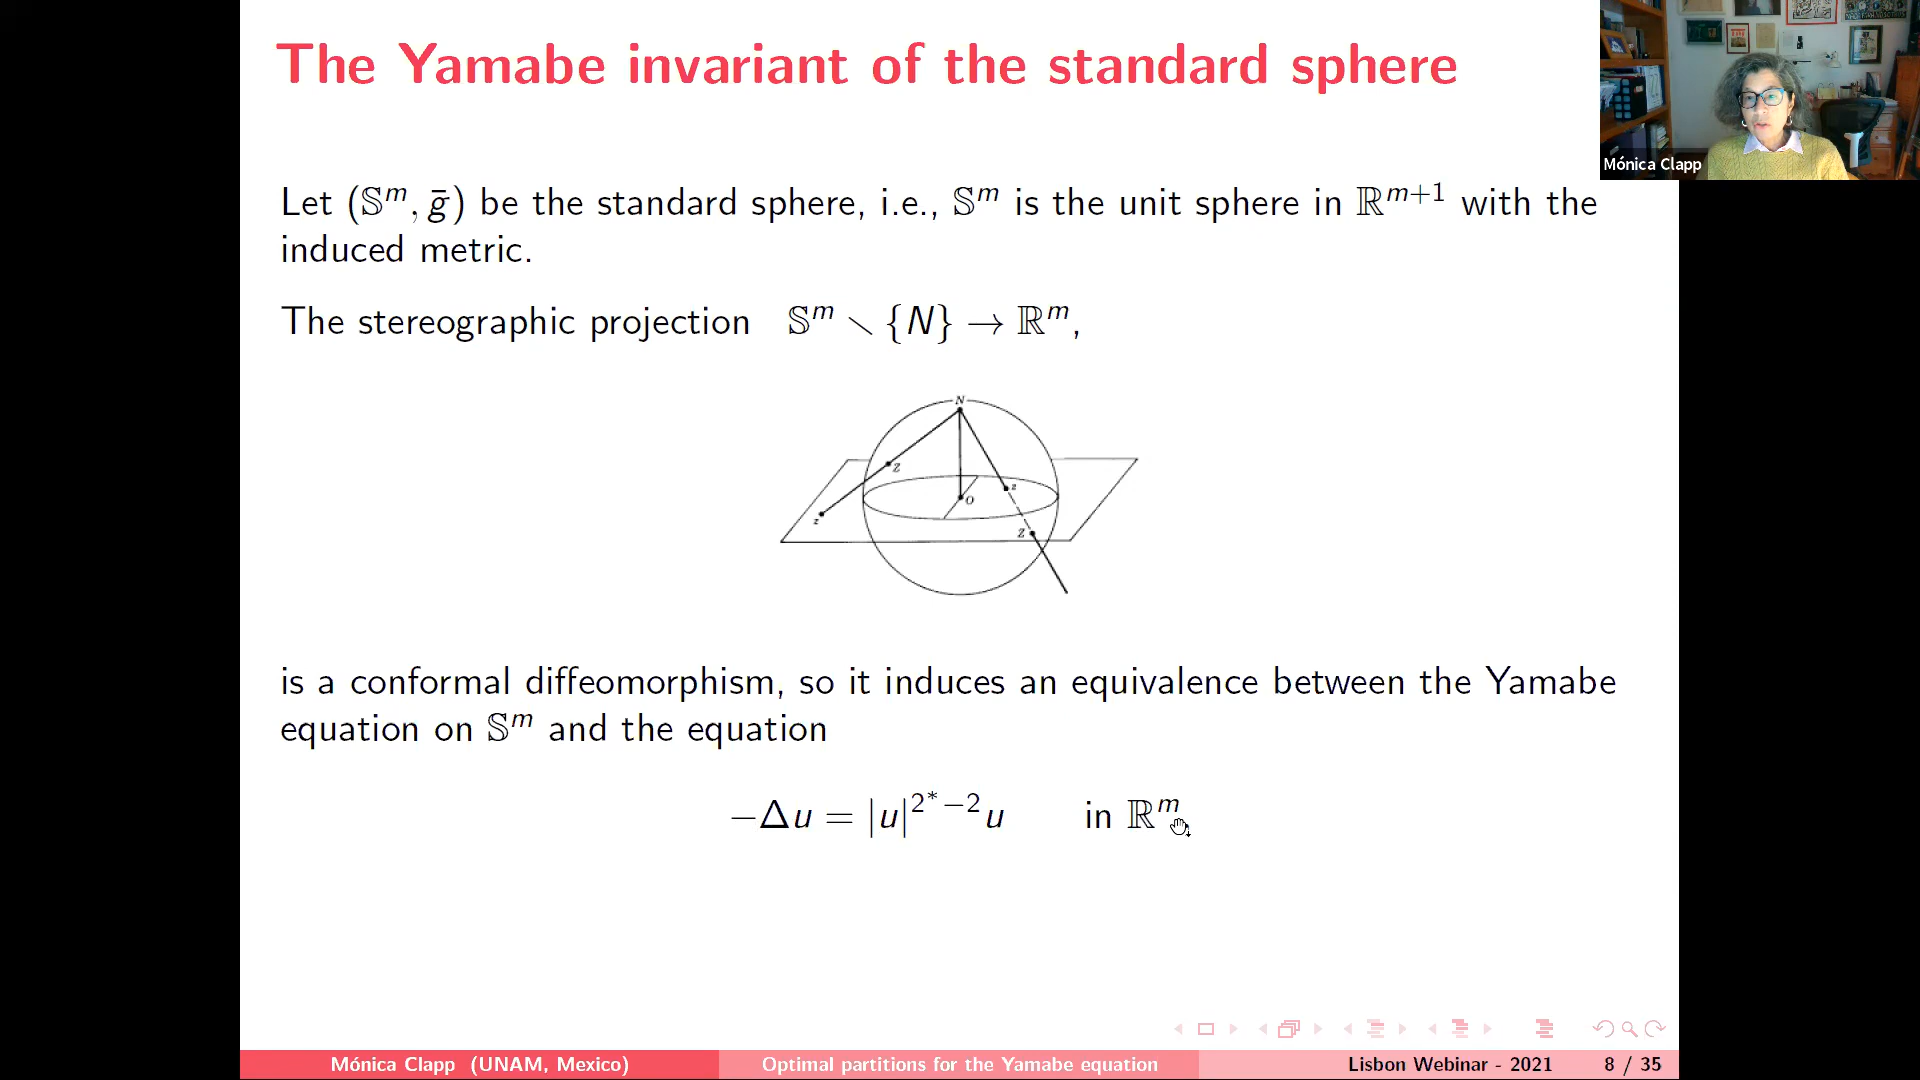 The Yamabe invariant of the standard sphere
Mónica Clapp
Let (𝕊^m, ḡ) be the standard sphere, i.e., 𝕊^m is the unit sphere in ℝ^{m+1} with the
induced metric.
The stereographic projection 𝕊^m ∖ {N} → ℝ^m,
N
Z
z
O
z
Z
is a conformal diffeomorphism, so it induces an equivalence between the Yamabe
equation on 𝕊^m and the equation
−Δu = |u|^{2*−2}u in ℝ^m
Mónica Clapp (UNAM, Mexico) Optimal partitions for the Yamabe equation Lisbon Webinar - 2021 8 / 35